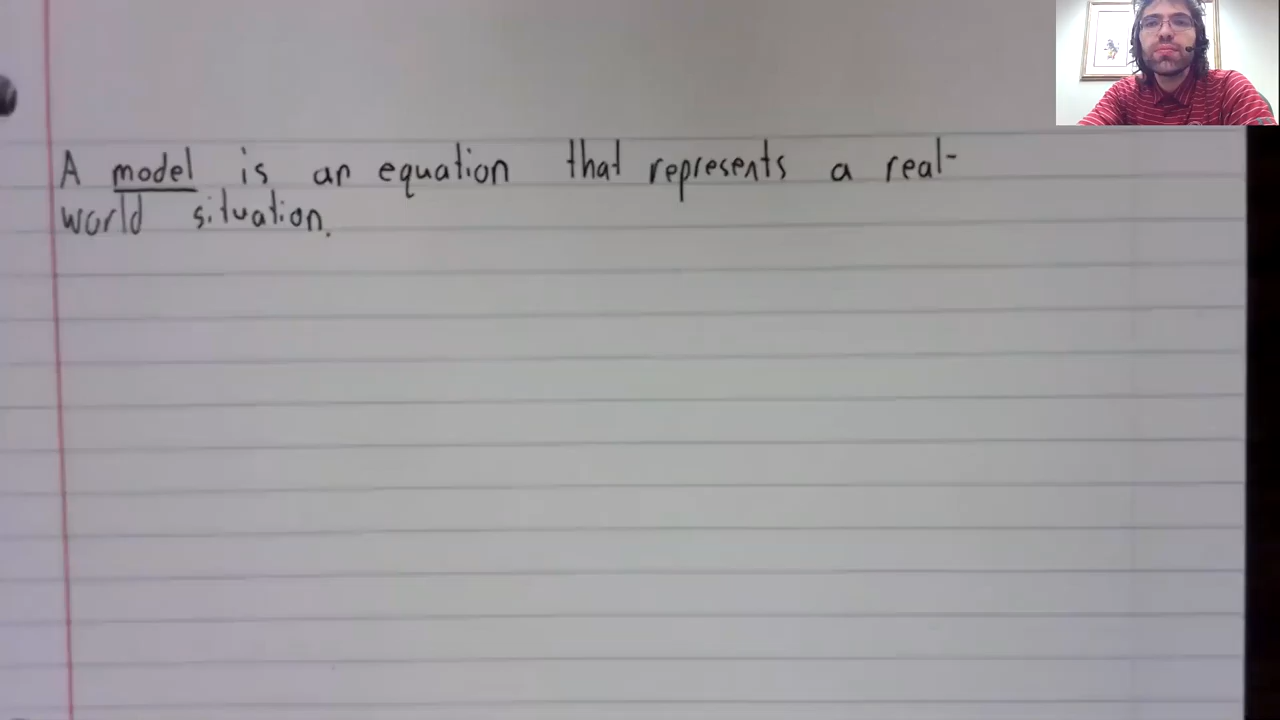 A model is an equation that represents a real-
world situation.